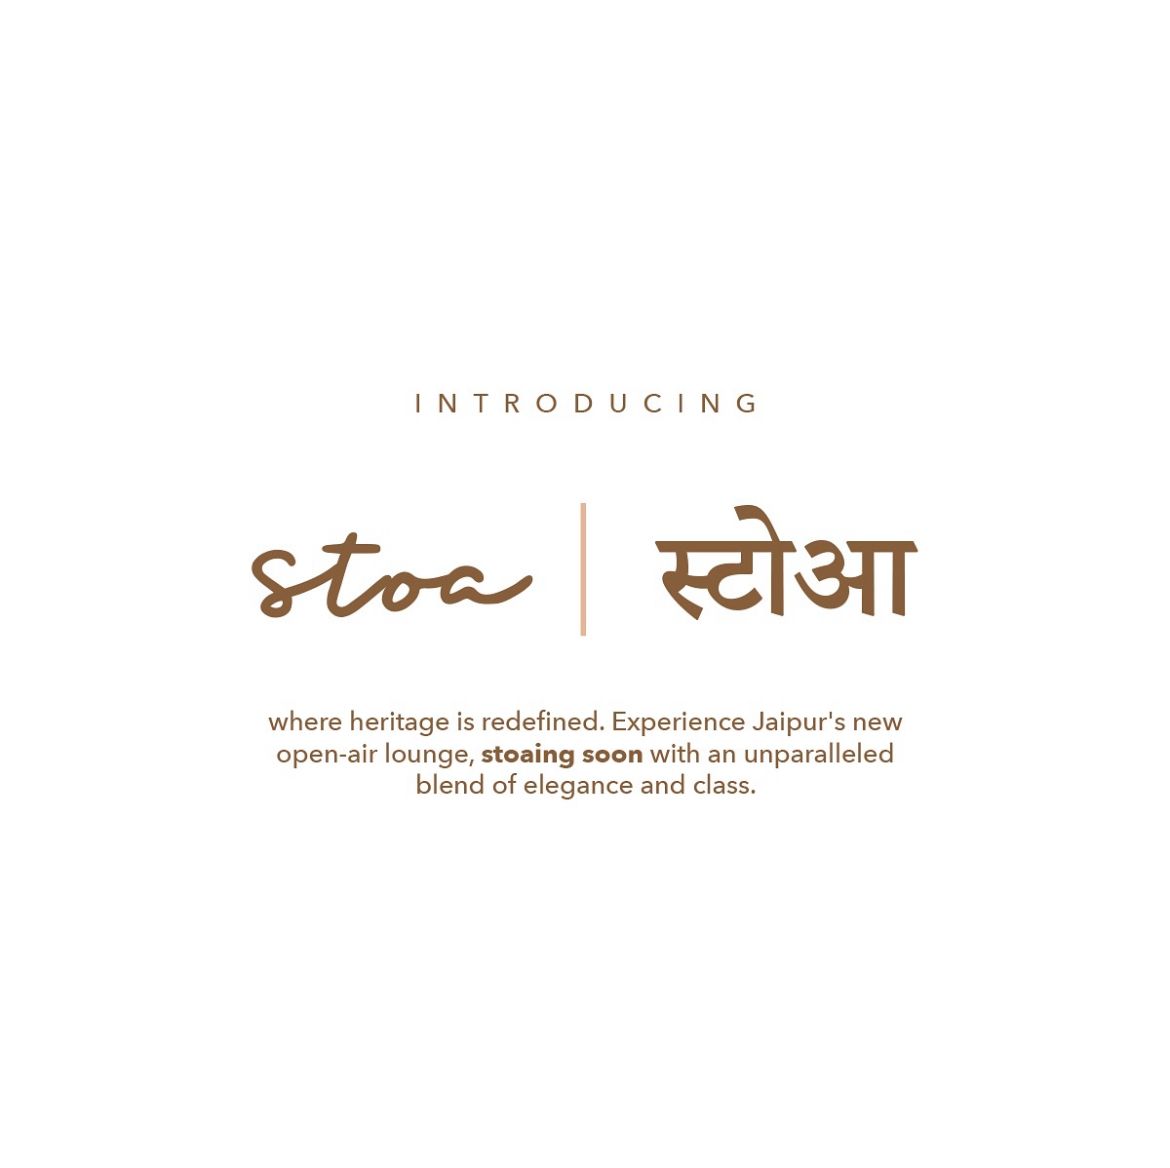 INTRODUCING
stoa | स्टोआ
where heritage is redefined. Experience Jaipur's new
open-air lounge, stoaing soon with an unparalleled
blend of elegance and class.